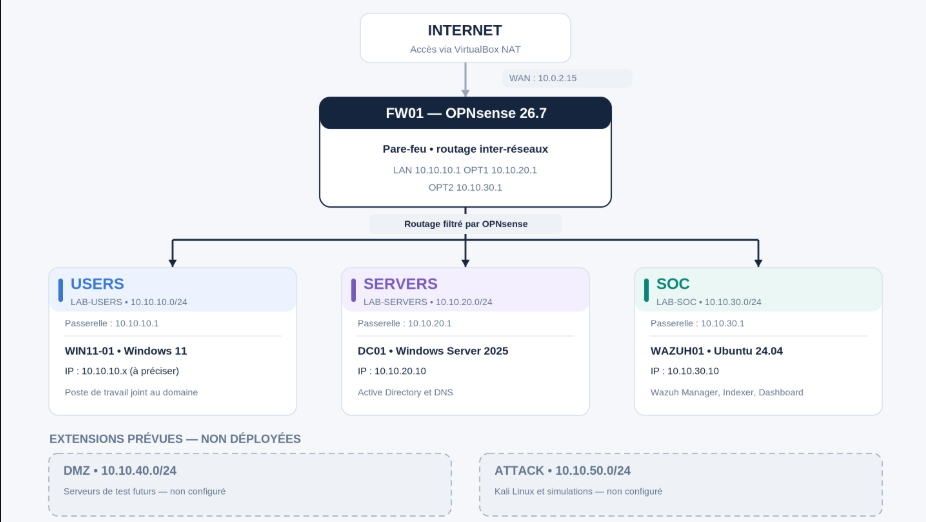 INTERNET
Accès via VirtualBox NAT
WAN : 10.0.2.15
FW01 — OPNsense 26.7
Pare-feu • routage inter-réseaux
LAN 10.10.10.1 OPT1 10.10.20.1
OPT2 10.10.30.1
Routage filtré par OPNsense
USERS
LAB-USERS • 10.10.10.0/24
Passerelle : 10.10.10.1
WIN11-01 • Windows 11
IP : 10.10.10.x (à préciser)
Poste de travail joint au domaine
SERVERS
LAB-SERVERS • 10.10.20.0/24
Passerelle : 10.10.20.1
DC01 • Windows Server 2025
IP : 10.10.20.10
Active Directory et DNS
SOC
LAB-SOC • 10.10.30.0/24
Passerelle : 10.10.30.1
WAZUH01 • Ubuntu 24.04
IP : 10.10.30.10
Wazuh Manager, Indexer, Dashboard
EXTENSIONS PRÉVUES — NON DÉPLOYÉES
DMZ • 10.10.40.0/24
Serveurs de test futurs — non configuré
ATTACK • 10.10.50.0/24
Kali Linux et simulations — non configuré